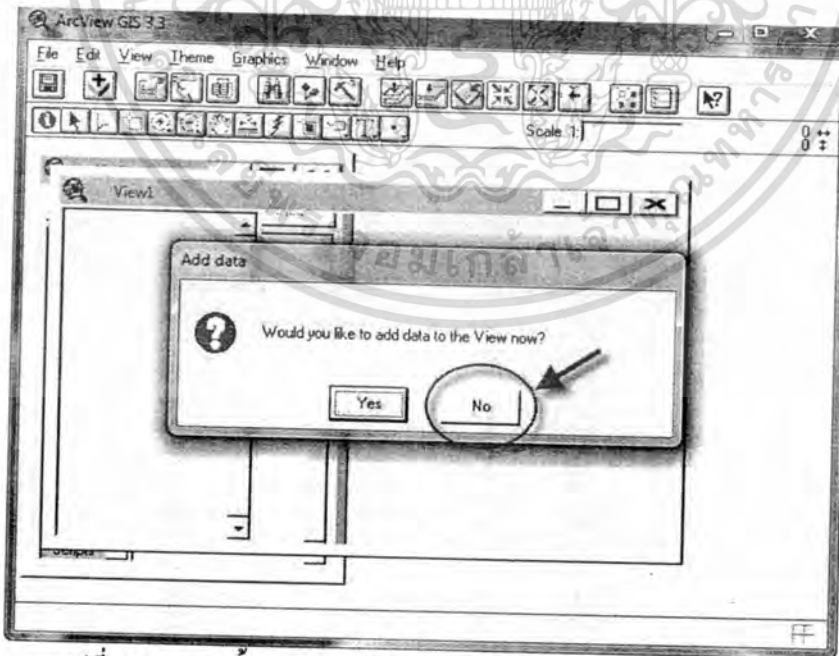 ArcView GIS 3.3
File Edit View Theme Graphics Window Help
Scale 1:
View1
Add data
Would you like to add data to the View now?
Yes No
Scripts